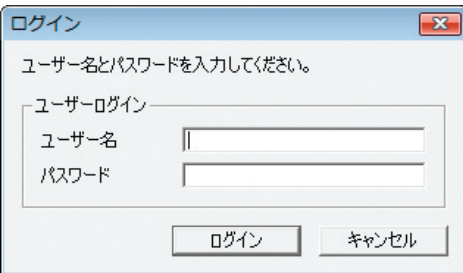 ログイン
ユーザー名とパスワードを入力してください。
ユーザーログイン
ユーザー名
パスワード
ログイン
キャンセル